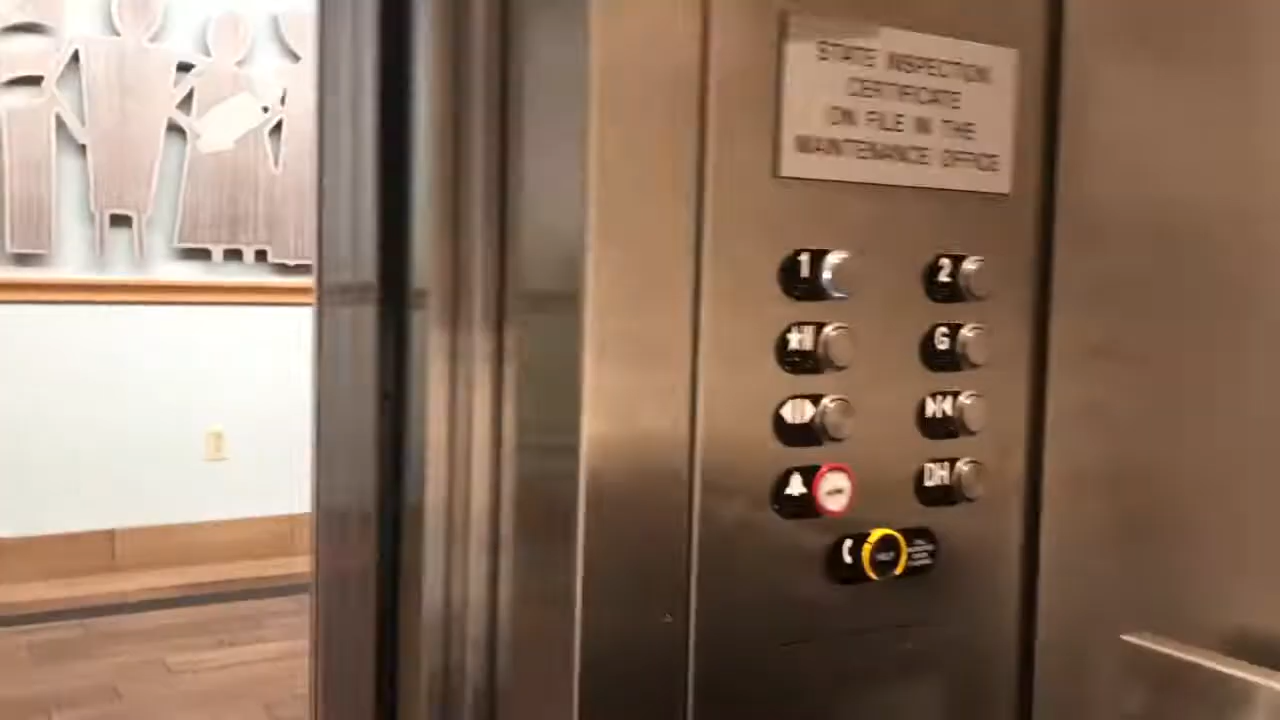 STATE INSPECTION
CERTIFICATE
ON FILE IN THE
MAINTENANCE OFFICE
1
2
G
DH